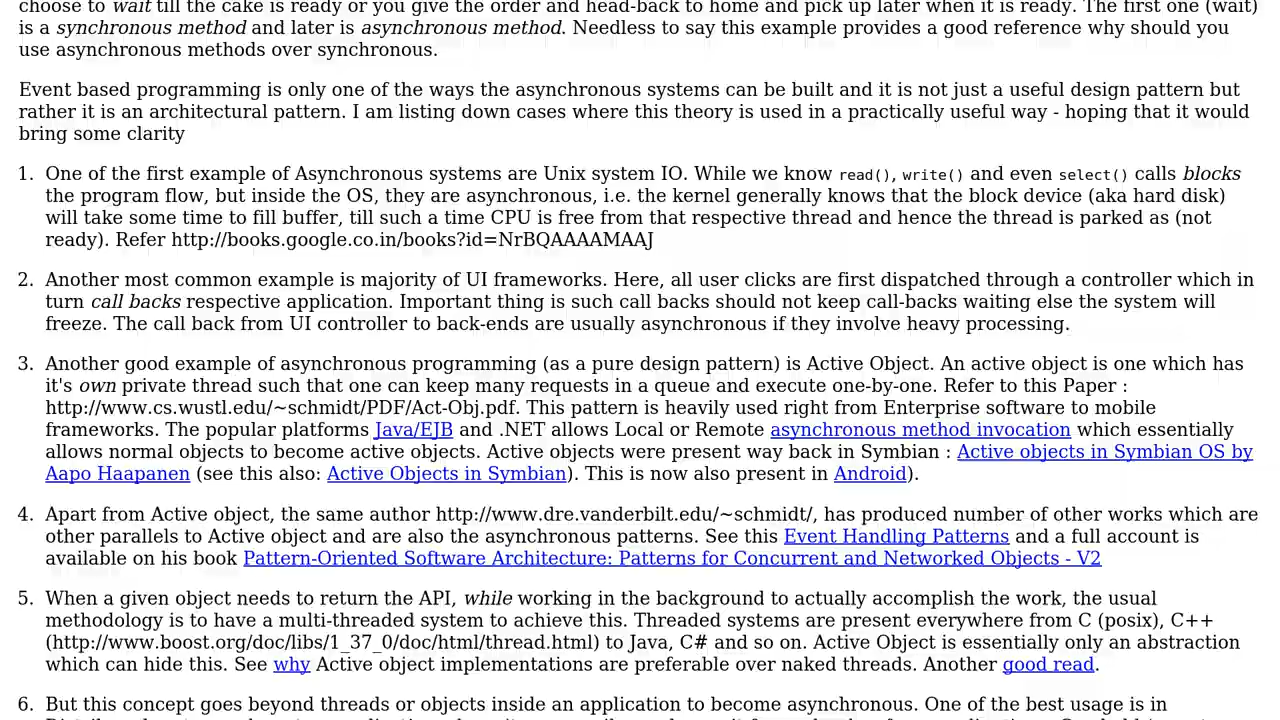 choose to wait till the cake is ready or you give the order and head-back to home and pick up later when it is ready. The first one (wait)
is a synchronous method and later is asynchronous method. Needless to say this example provides a good reference why should you
use asynchronous methods over synchronous.
Event based programming is only one of the ways the asynchronous systems can be built and it is not just a useful design pattern but
rather it is an architectural pattern. I am listing down cases where this theory is used in a practically useful way - hoping that it would
bring some clarity
1. One of the first example of Asynchronous systems are Unix system IO. While we know read(), write() and even select() calls blocks
the program flow, but inside the OS, they are asynchronous, i.e. the kernel generally knows that the block device (aka hard disk)
will take some time to fill buffer, till such a time CPU is free from that respective thread and hence the thread is parked as (not
ready). Refer http://books.google.co.in/books?id=NrBQAAAAMAAJ
2. Another most common example is majority of UI frameworks. Here, all user clicks are first dispatched through a controller which in
turn call backs respective application. Important thing is such call backs should not keep call-backs waiting else the system will
freeze. The call back from UI controller to back-ends are usually asynchronous if they involve heavy processing.
3. Another good example of asynchronous programming (as a pure design pattern) is Active Object. An active object is one which has
it's own private thread such that one can keep many requests in a queue and execute one-by-one. Refer to this Paper :
http://www.cs.wustl.edu/~schmidt/PDF/Act-Obj.pdf. This pattern is heavily used right from Enterprise software to mobile
frameworks. The popular platforms Java/EJB and .NET allows Local or Remote asynchronous method invocation which essentially
allows normal objects to become active objects. Active objects were present way back in Symbian : Active objects in Symbian OS by
Aapo Haapanen (see this also: Active Objects in Symbian). This is now also present in Android).
4. Apart from Active object, the same author http://www.dre.vanderbilt.edu/~schmidt/, has produced number of other works which are
other parallels to Active object and are also the asynchronous patterns. See this Event Handling Patterns and a full account is
available on his book Pattern-Oriented Software Architecture: Patterns for Concurrent and Networked Objects - V2
5. When a given object needs to return the API, while working in the background to actually accomplish the work, the usual
methodology is to have a multi-threaded system to achieve this. Threaded systems are present everywhere from C (posix), C++
(http://www.boost.org/doc/libs/1_37_0/doc/html/thread.html) to Java, C# and so on. Active Object is essentially only an abstraction
which can hide this. See why Active object implementations are preferable over naked threads. Another good read.
6. But this concept goes beyond threads or objects inside an application to become asynchronous. One of the best usage is in